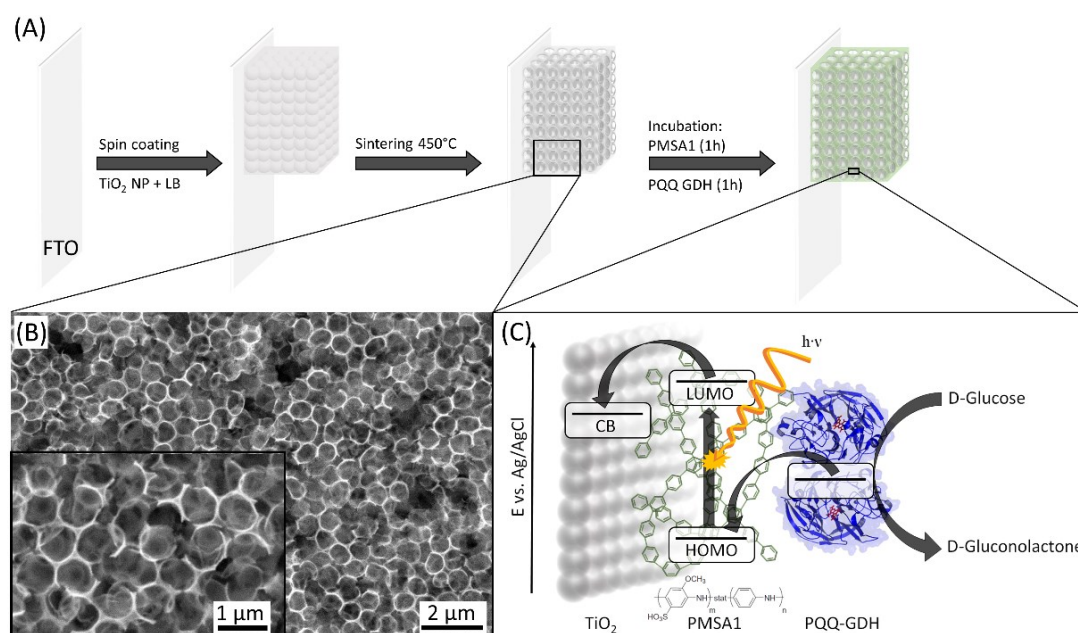 (A)
FTO
Spin coating
TiO₂ NP + LB
Sintering 450°C
Incubation:
PMSA1 (1h)
PQQ GDH (1h)
(B)
1 µm
2 µm
(C)
E vs. Ag/AgCl
h·ν
LUMO
CB
HOMO
D-Glucose
D-Gluconolactone
OCH₃
HO₃S
NH
m
stat
NH
n
TiO₂
PMSA1
PQQ-GDH